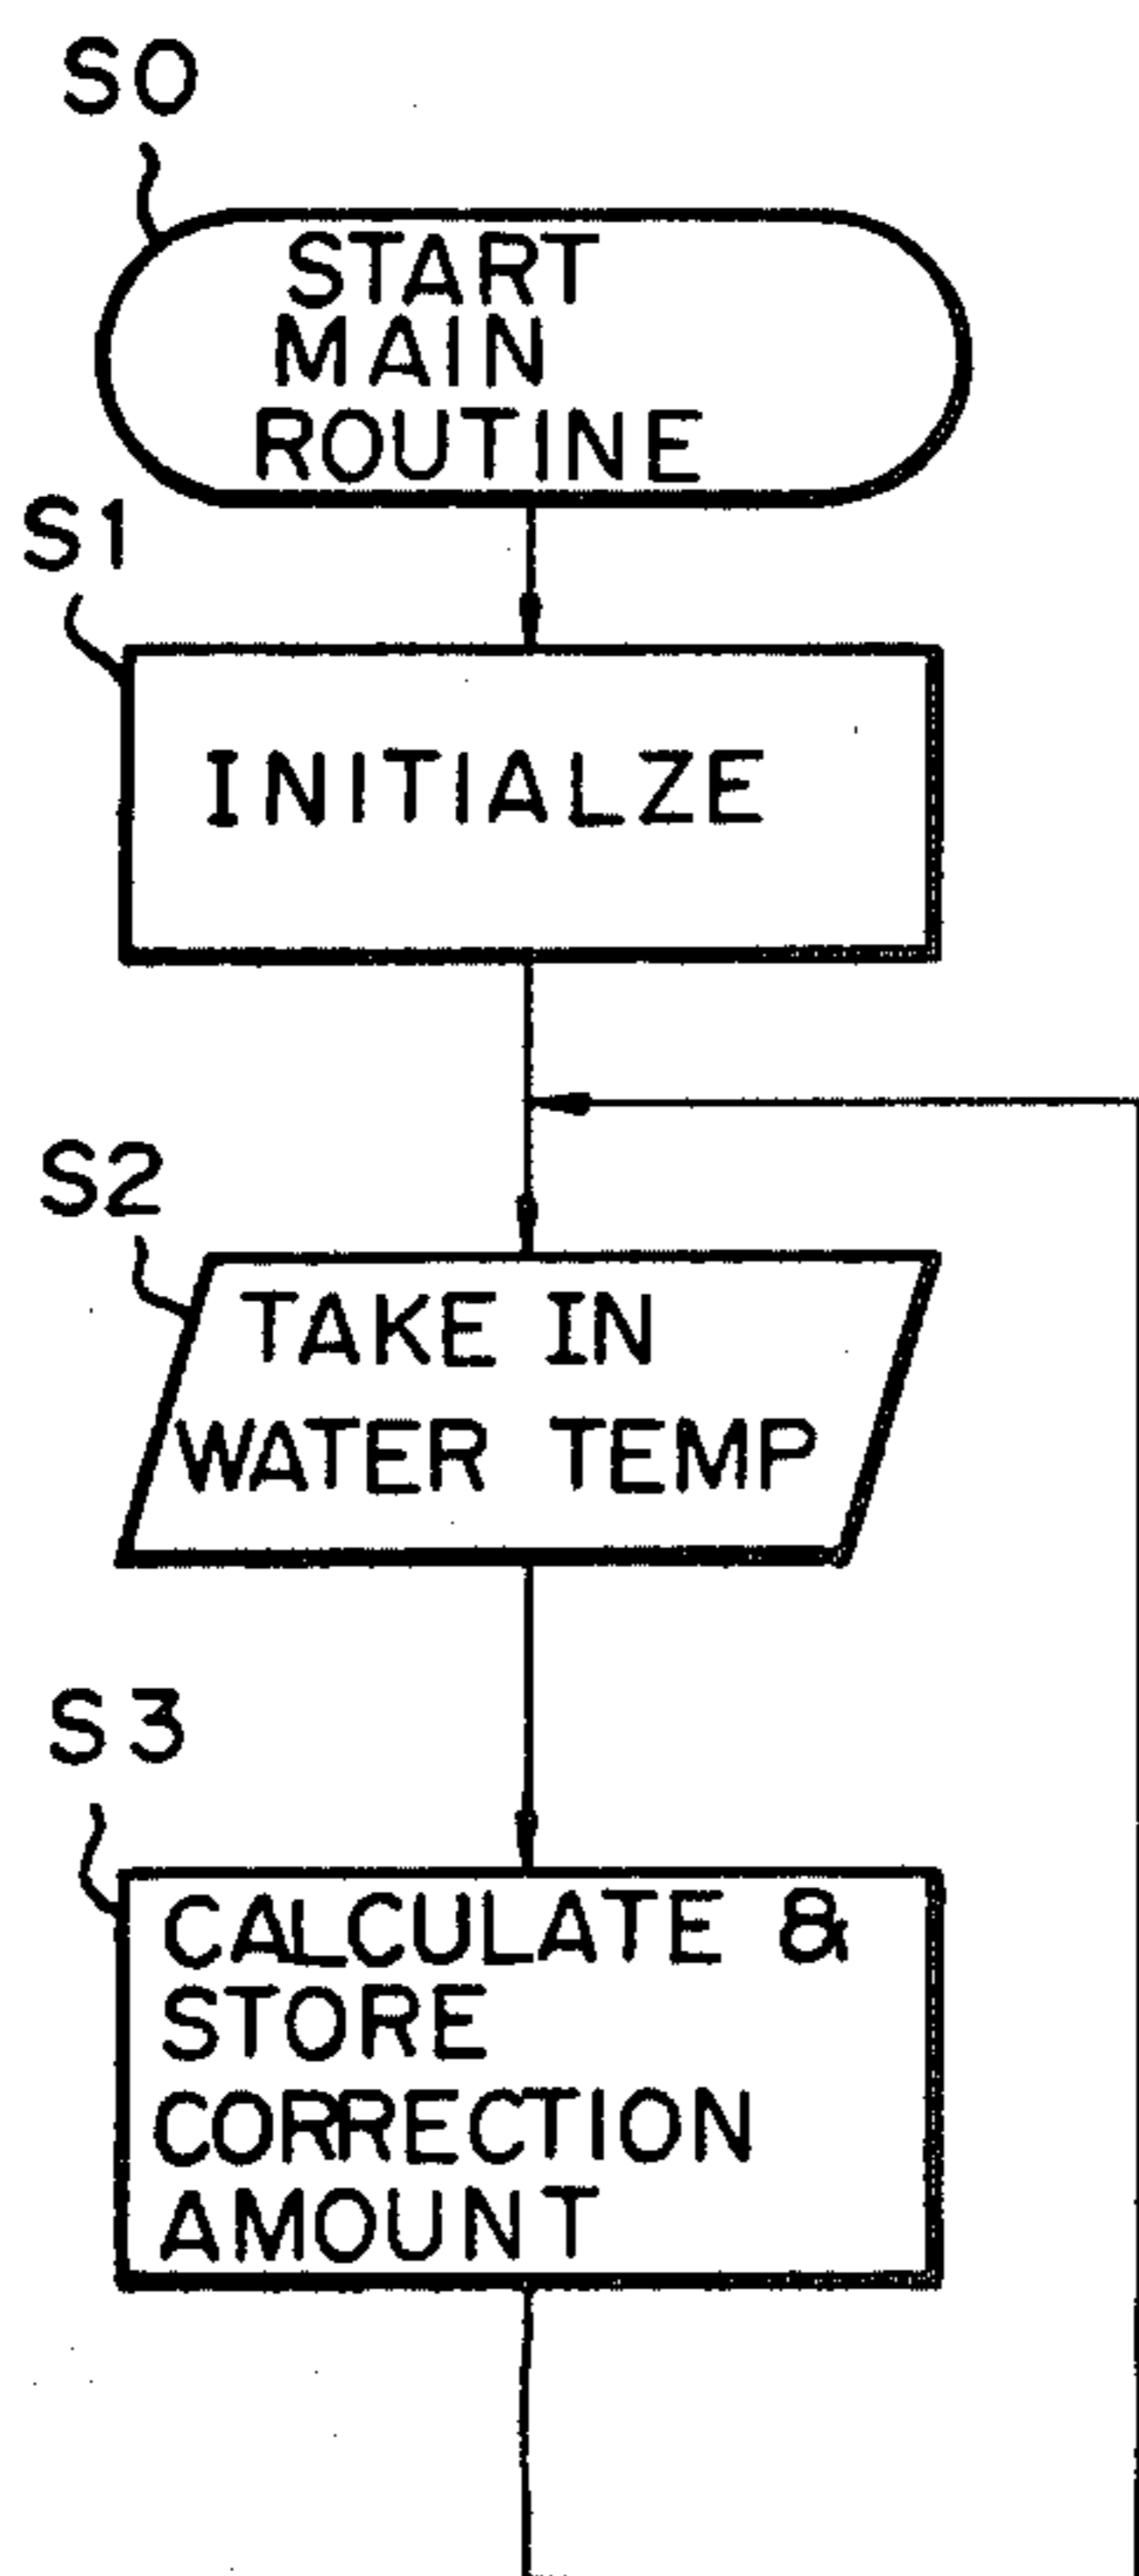 S0
START
MAIN
ROUTINE
S1
INITIALZE
S2
TAKE IN
WATER TEMP
S3
CALCULATE &
STORE
CORRECTION
AMOUNT